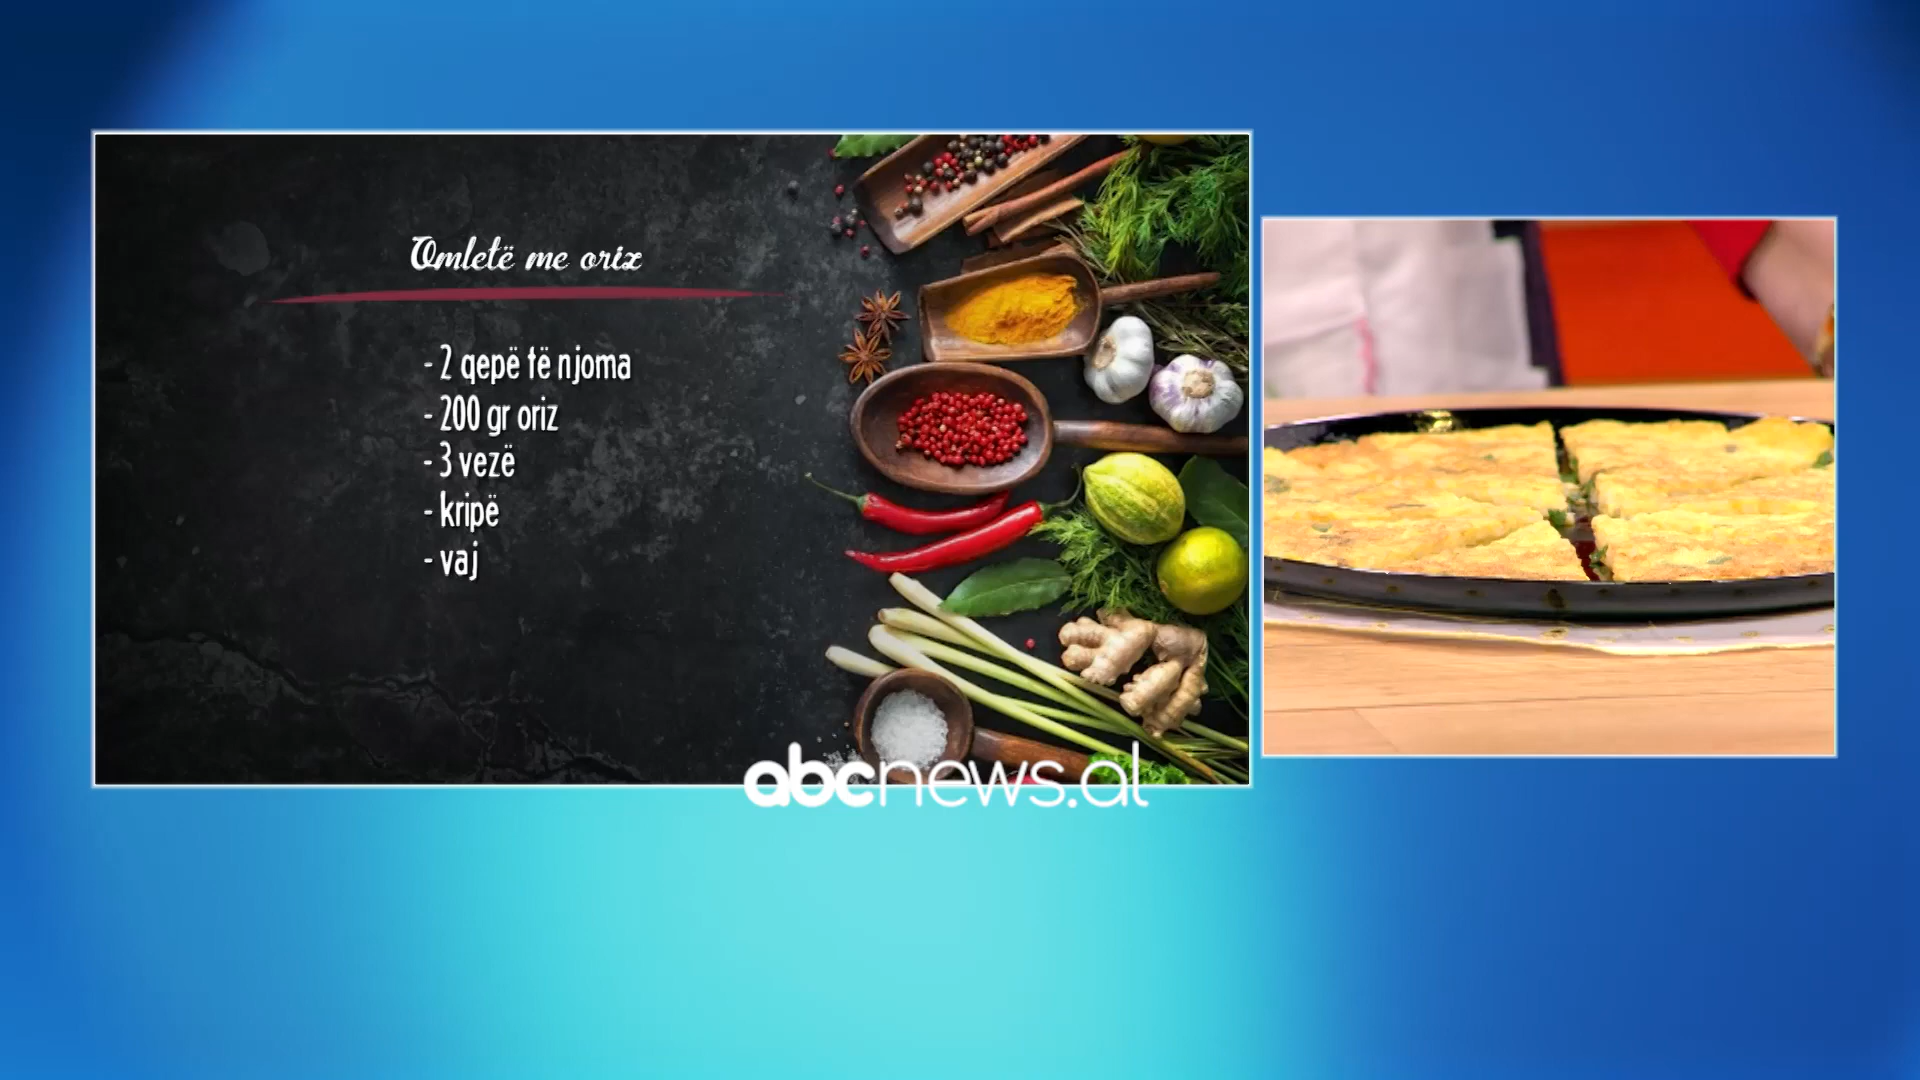 Omletë me oriz
- 2 qepë të njoma
- 200 gr oriz
- 3 vezë
- kripë
- vaj
abcnews.al